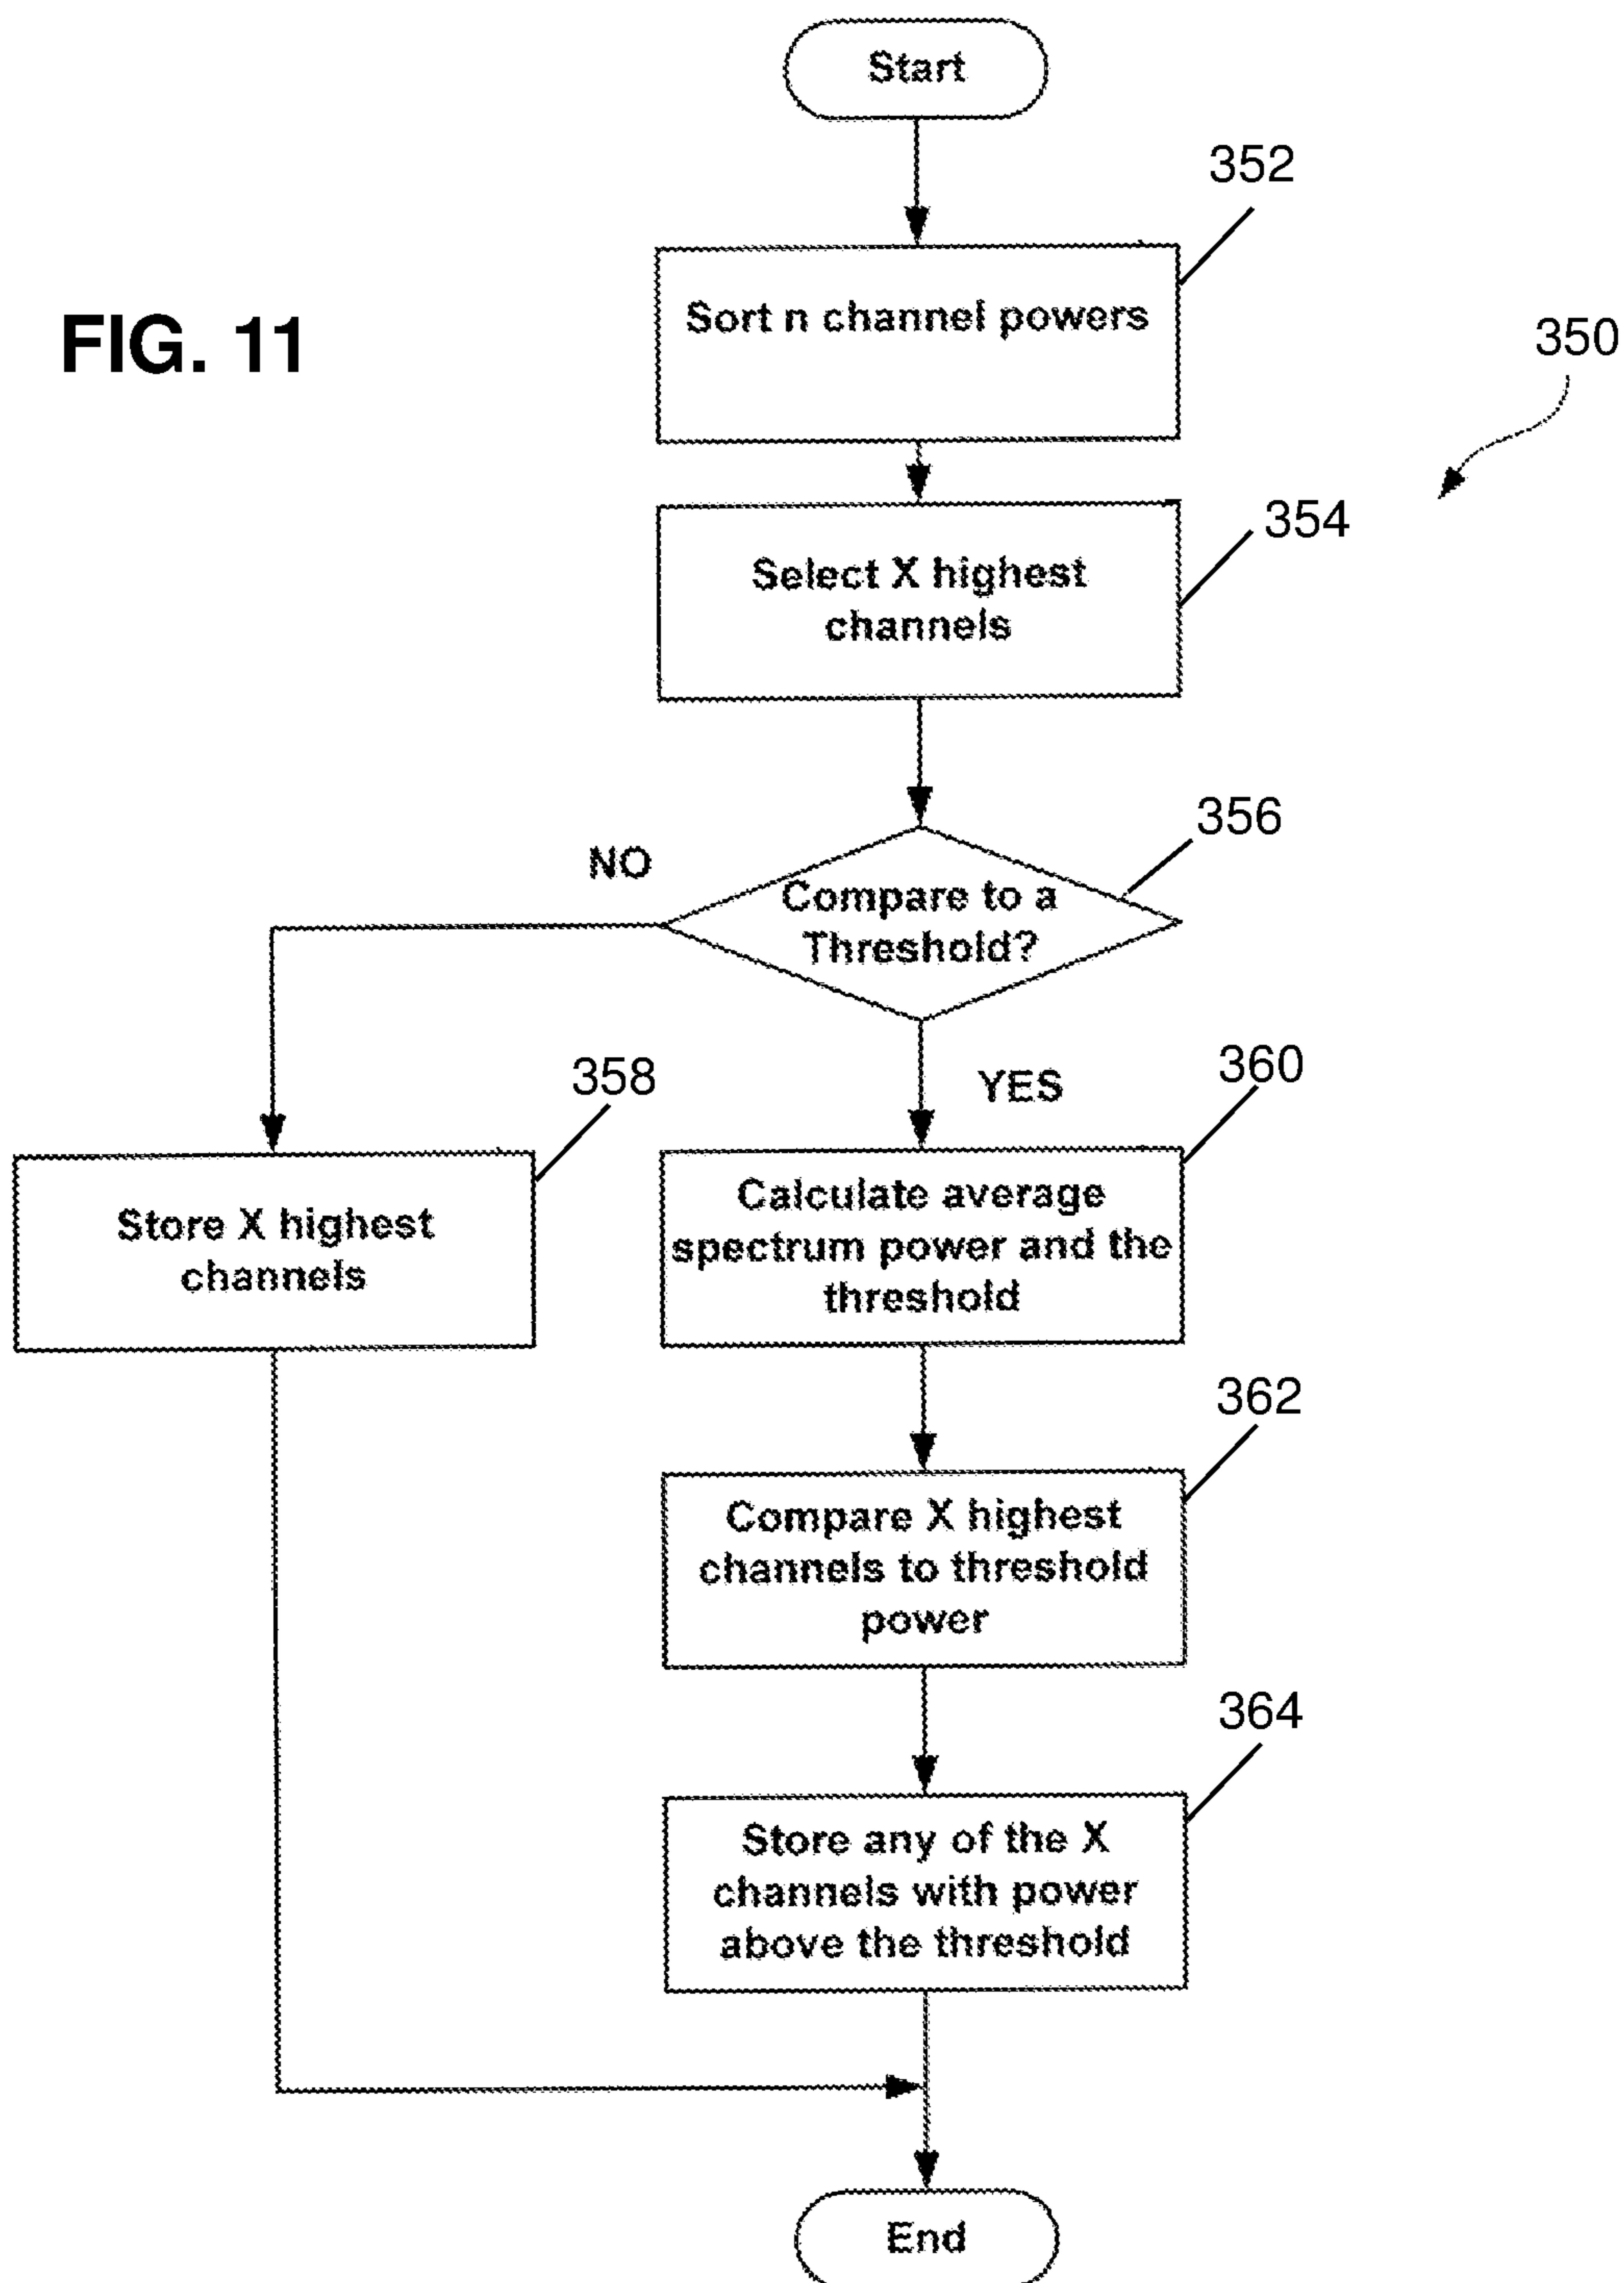 Start
352
Sort n channel powers
FIG. 11
350
354
Select X highest
channels
356
NO
Compare to a
Threshold?
358
YES
360
Store X highest
channels
Calculate average
spectrum power and the
threshold
362
Compare X highest
channels to threshold
power
364
Store any of the X
channels with power
above the threshold
End